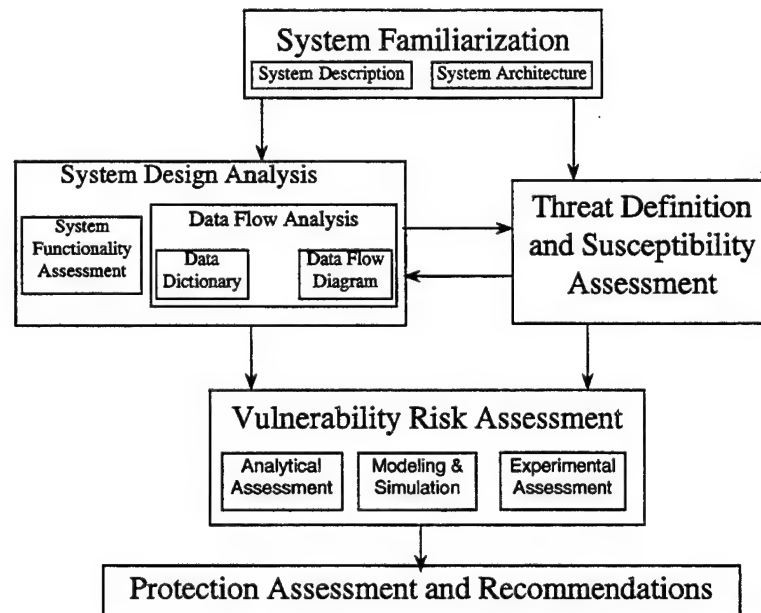 System Familiarization
System Description
System Architecture
System Design Analysis
System
Functionality
Assessment
Data Flow Analysis
Data
Dictionary
Data Flow
Diagram
Threat Definition
and Susceptibility
Assessment
Vulnerability Risk Assessment
Analytical
Assessment
Modeling &
Simulation
Experimental
Assessment
Protection Assessment and Recommendations